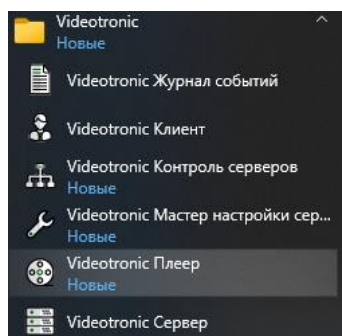 Videotronic
Новые
Videotronic Журнал событий
Videotronic Клиент
Videotronic Контроль серверов
Новые
Videotronic Мастер настройки сер...
Новые
Videotronic Плеер
Новые
Videotronic Сервер